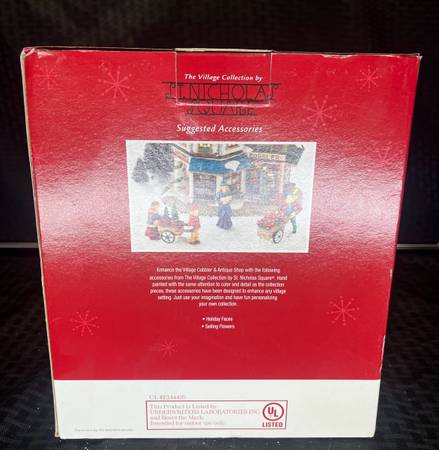 The Village Collection by
ST. NICHOLAS
SQUARE
Suggested Accessories
Enhance the Village Cobbler & Antique Shop with the following
accessories from The Village Collection by St. Nicholas Square®. Hand
painted with the same attention to color and detail as the collection
pieces, these accessories have been designed to enhance any village
setting. Just use your imagination and have fun personalizing
your own collection.
• Holiday Faces
• Selling Flowers
This Product is Listed by
UNDERWRITERS LABORATORIES INC.
and Bears the Mark:
Intended for indoor use only.
UL
LISTED